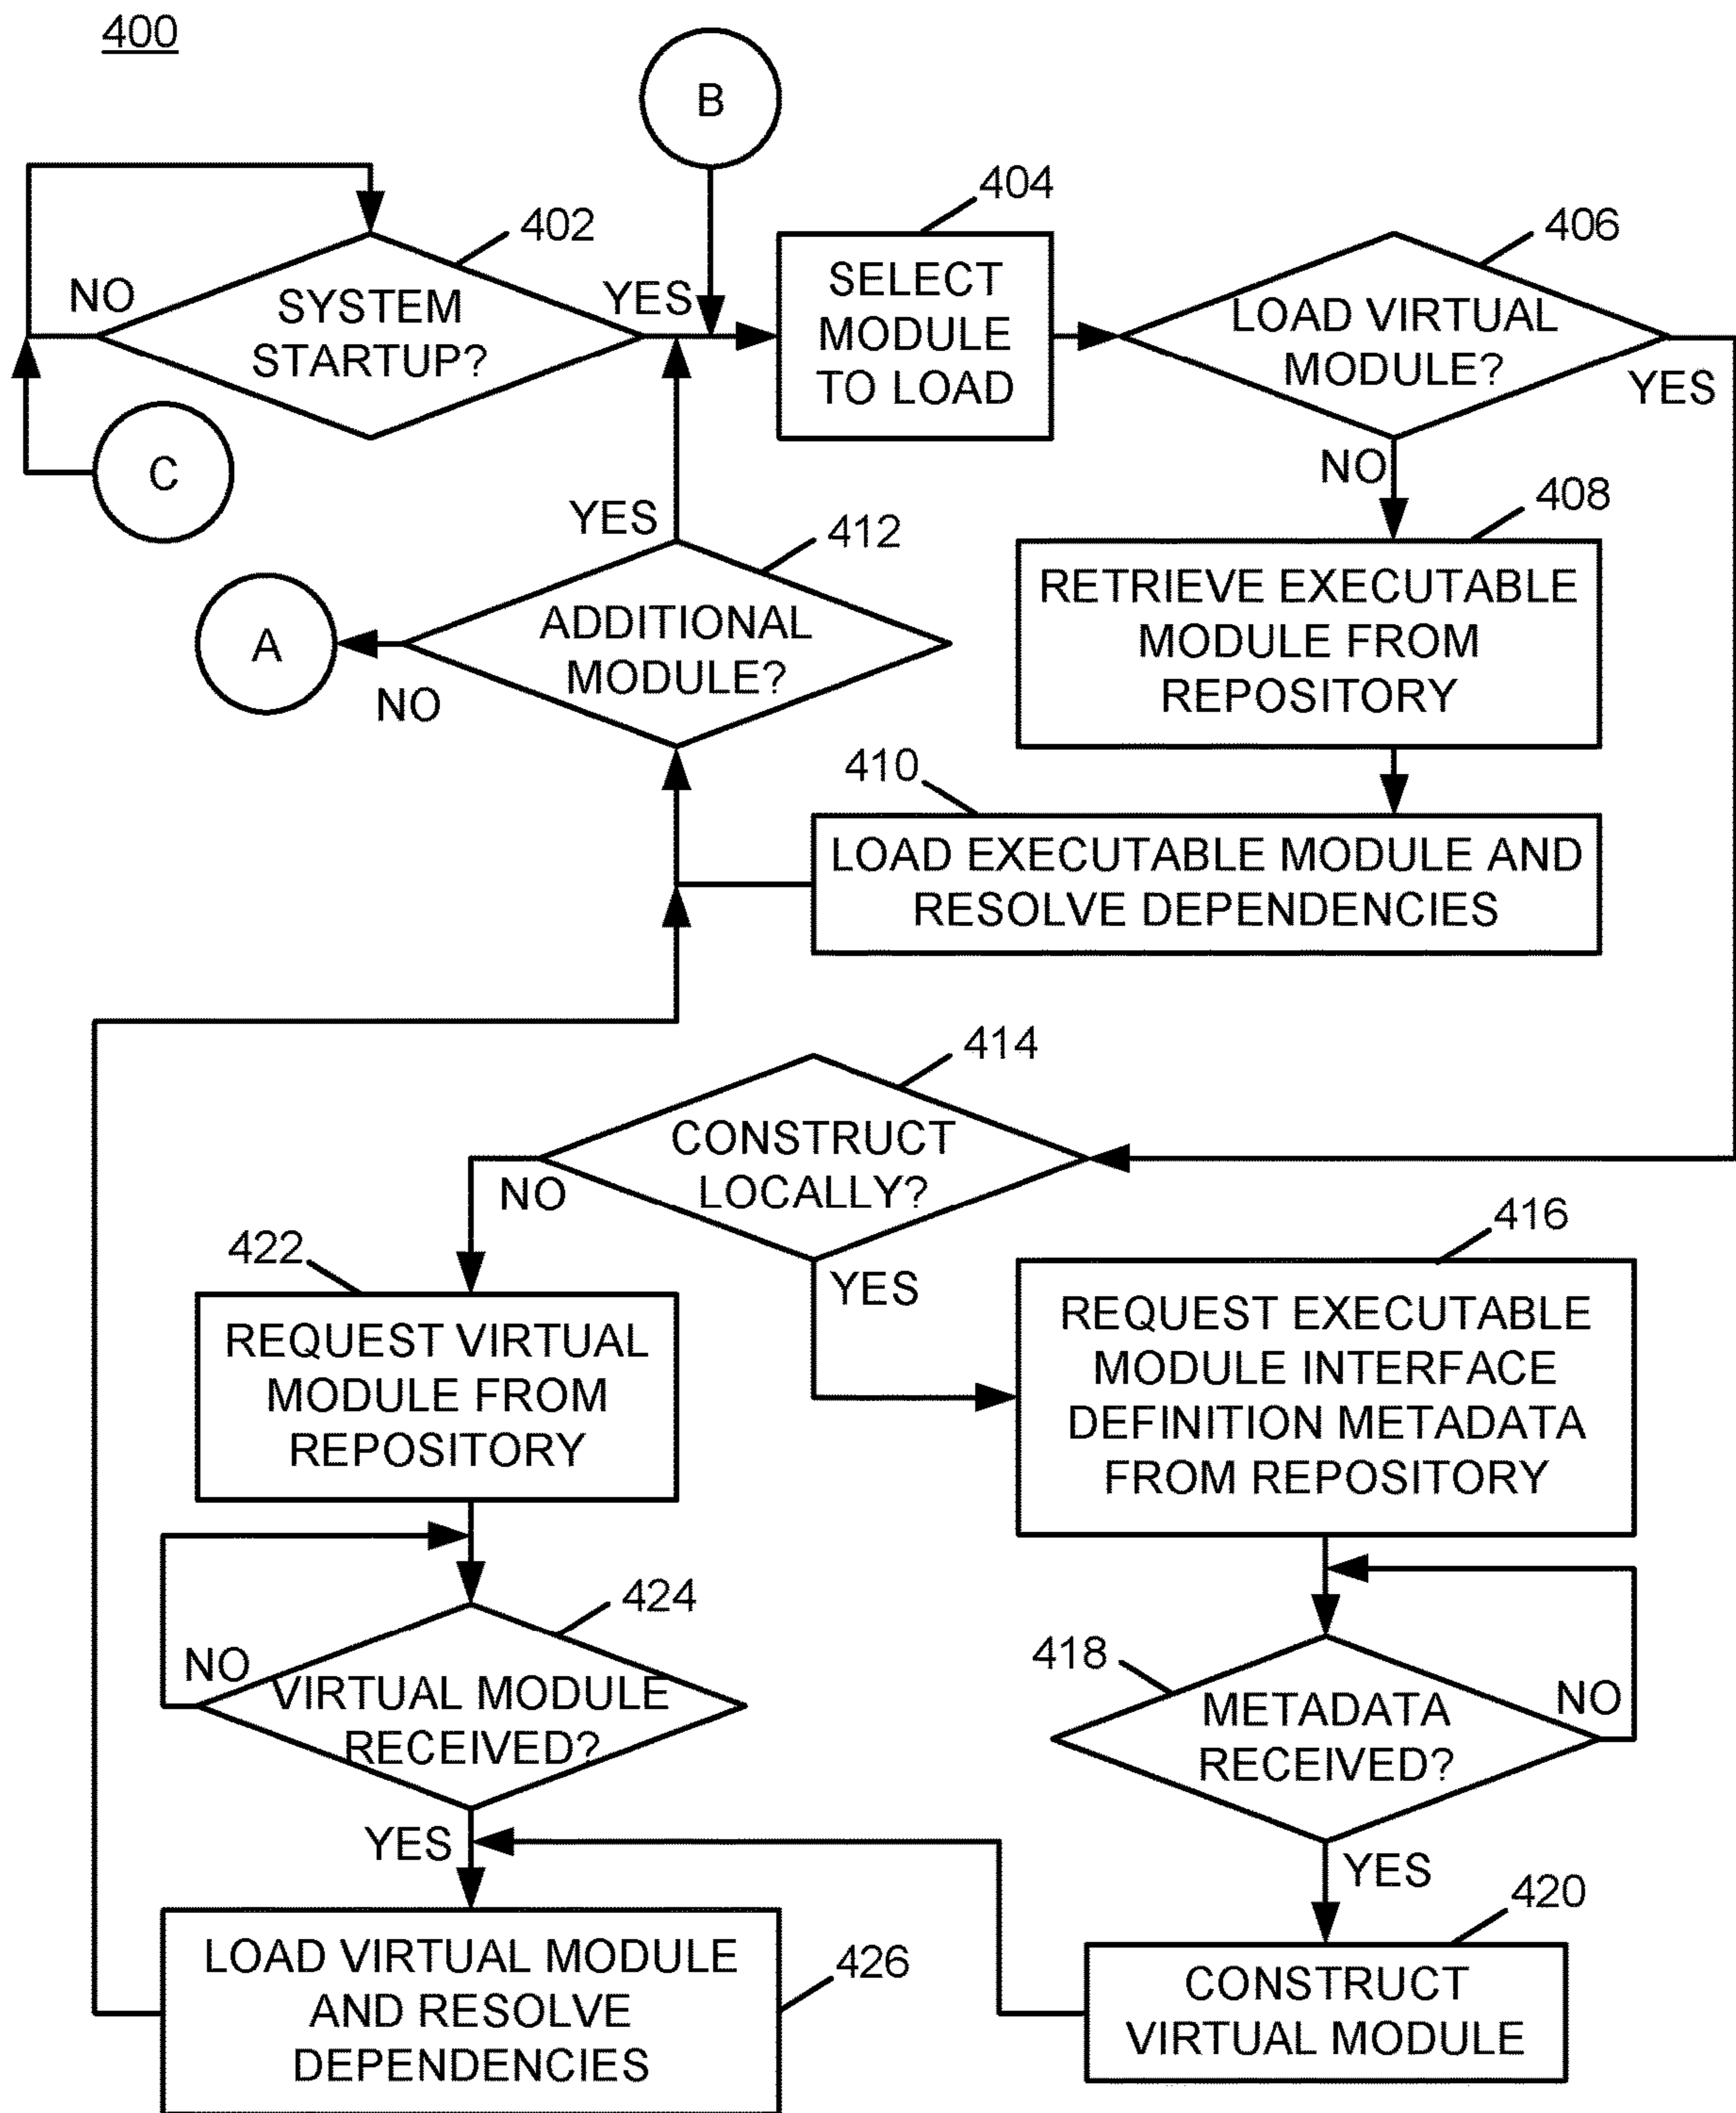 400
B
404
402
406
NO
SYSTEM
STARTUP?
YES
SELECT
MODULE
TO LOAD
LOAD VIRTUAL
MODULE?
YES
C
NO
YES
412
408
A
ADDITIONAL
MODULE?
NO
RETRIEVE EXECUTABLE
MODULE FROM
REPOSITORY
410
LOAD EXECUTABLE MODULE AND
RESOLVE DEPENDENCIES
414
CONSTRUCT
LOCALLY?
NO
YES
422
416
REQUEST VIRTUAL
MODULE FROM
REPOSITORY
REQUEST EXECUTABLE
MODULE INTERFACE
DEFINITION METADATA
FROM REPOSITORY
424
NO
VIRTUAL MODULE
RECEIVED?
418
METADATA
RECEIVED?
NO
YES
YES
420
LOAD VIRTUAL MODULE
AND RESOLVE
DEPENDENCIES
426
CONSTRUCT
VIRTUAL MODULE